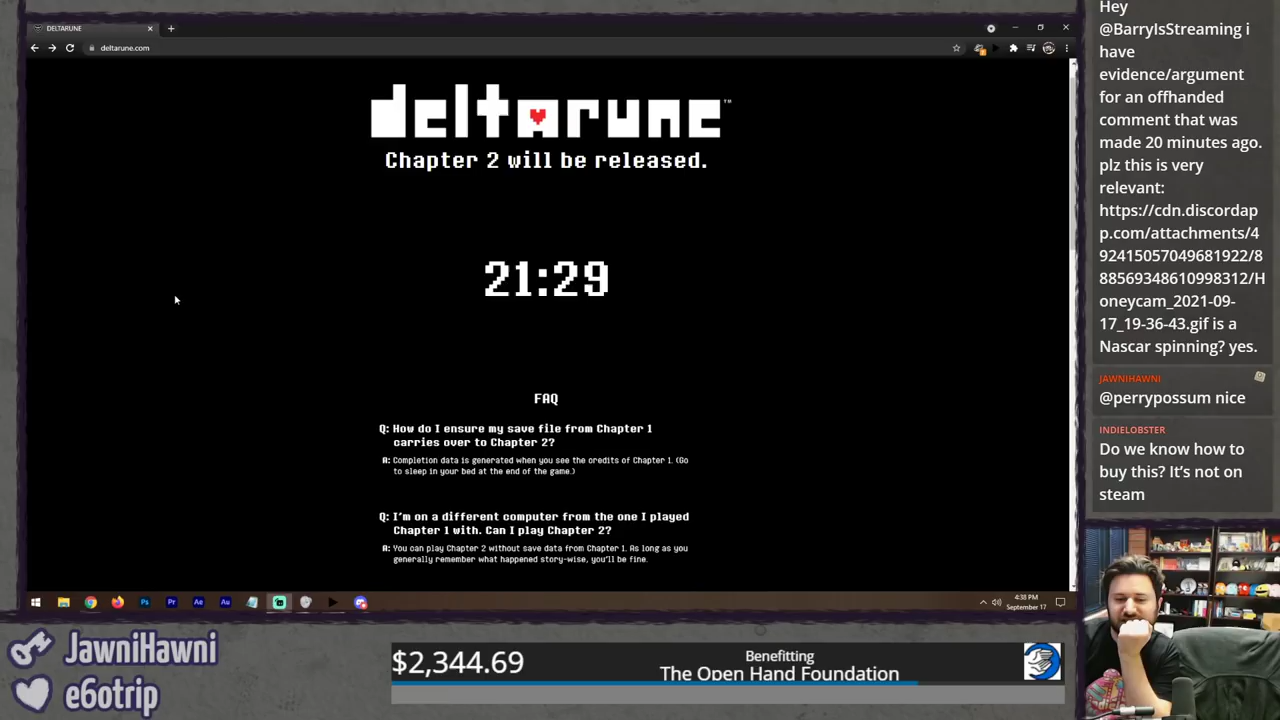 DELTARUNE
deltarune.com
deltarune™
Chapter 2 will be released.
21:29
FAQ
Q: How do I ensure my save file from Chapter 1
carries over to Chapter 2?
A: Completion data is generated when you see the credits of Chapter 1. (Go
to sleep in your bed at the end of the game.)
Q: I'm on a different computer from the one I played
Chapter 1 with. Can I play Chapter 2?
A: You can play Chapter 2 without save data from Chapter 1. As long as you
generally remember what happened story-wise, you'll be fine.
Ps
Pr
Ae
Au
4:38 PM
September 17
Hey
@BarryIsStreaming i
have
evidence/argument
for an offhanded
comment that was
made 20 minutes ago.
plz this is very
relevant:
https://cdn.discordap
p.com/attachments/4
92415057049681922/8
88569348610998312/H
oneycam_2021-09-
17_19-36-43.gif is a
Nascar spinning? yes.
JAWNIHAWNI
@perrypossum nice
INDIELOBSTER
Do we know how to
buy this? It's not on
steam
JawniHawni
e6otrip
$2,344.69
Benefitting
The Open Hand Foundation